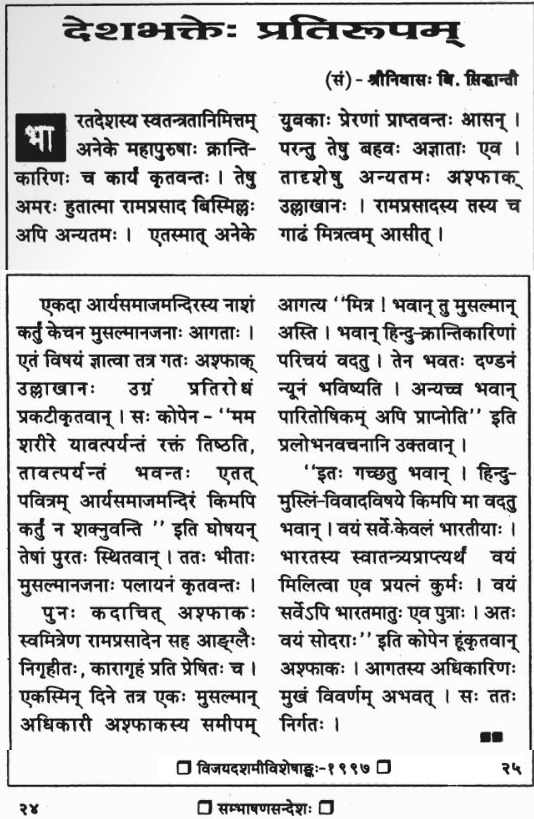 देशभक्तेः प्रतिरूपम्
(सं) - श्रीनिवासः बि. सिद्धान्ती
भारतदेशस्य स्वतन्त्रतानिमित्तम्
अनेके महापुरुषाः क्रान्ति-
कारिणः च कार्यं कृतवन्तः । तेषु
अमरः हुतात्मा रामप्रसाद बिस्मिल्लः
अपि अन्यतमः । एतस्मात् अनेके
युवकाः प्रेरणां प्राप्तवन्तः आसन् ।
परन्तु तेषु बहवः अज्ञाताः एव ।
तादृशेषु अन्यतमः अश्फाक्
उल्लाखानः । रामप्रसादस्य तस्य च
गाढं मित्रत्वम् आसीत् ।
एकदा आर्यसमाजमन्दिरस्य नाशं
कर्तुं केचन मुसल्मानजनाः आगताः ।
एतं विषयं ज्ञात्वा तत्र गतः अश्फाक्
उल्लाखानः उग्रं प्रतिरोधं
प्रकटीकृतवान् । सः कोपेन - “मम
शरीरे यावत्पर्यन्तं रक्तं तिष्ठति,
तावत्पर्यन्तं भवन्तः एतत्
पवित्रम् आर्यसमाजमन्दिरं किमपि
कर्तुं न शक्नुवन्ति ” इति घोषयन्
तेषां पुरतः स्थितवान् । ततः भीताः
मुसल्मानजनाः पलायनं कृतवन्तः ।
पुनः कदाचित् अश्फाकः
स्वमित्रेण रामप्रसादेन सह आङ्ग्लैः
निगृहीतः, कारागृहं प्रति प्रेषितः च ।
एकस्मिन् दिने तत्र एकः मुसल्मान्
अधिकारी अश्फाकस्य समीपम्
आगत्य “मित्र ! भवान् तु मुसल्मान्
अस्ति । भवान् हिन्दु-क्रान्तिकारिणां
परिचयं वदतु । तेन भवतः दण्डनं
न्यूनं भविष्यति । अन्यच्च भवान्
पारितोषिकम् अपि प्राप्नोति” इति
प्रलोभनवचनानि उक्तवान् ।
“इतः गच्छतु भवान् । हिन्दु-
मुस्लिं-विवादविषये किमपि मा वदतु
भवान् । वयं सर्वे केवलं भारतीयाः ।
भारतस्य स्वातन्त्र्यप्राप्त्यर्थं वयं
मिलित्वा एव प्रयत्नं कुर्मः । वयं
सर्वेऽपि भारतमातुः एव पुत्राः । अतः
वयं सोदराः” इति कोपेन हूंकृतवान्
अश्फाकः । आगतस्य अधिकारिणः
मुखं विवर्णम् अभवत् । सः ततः
निर्गतः ।
विजयदशमीविशेषाङ्कः-१९९७ २५
२४ सम्भाषणसन्देशः